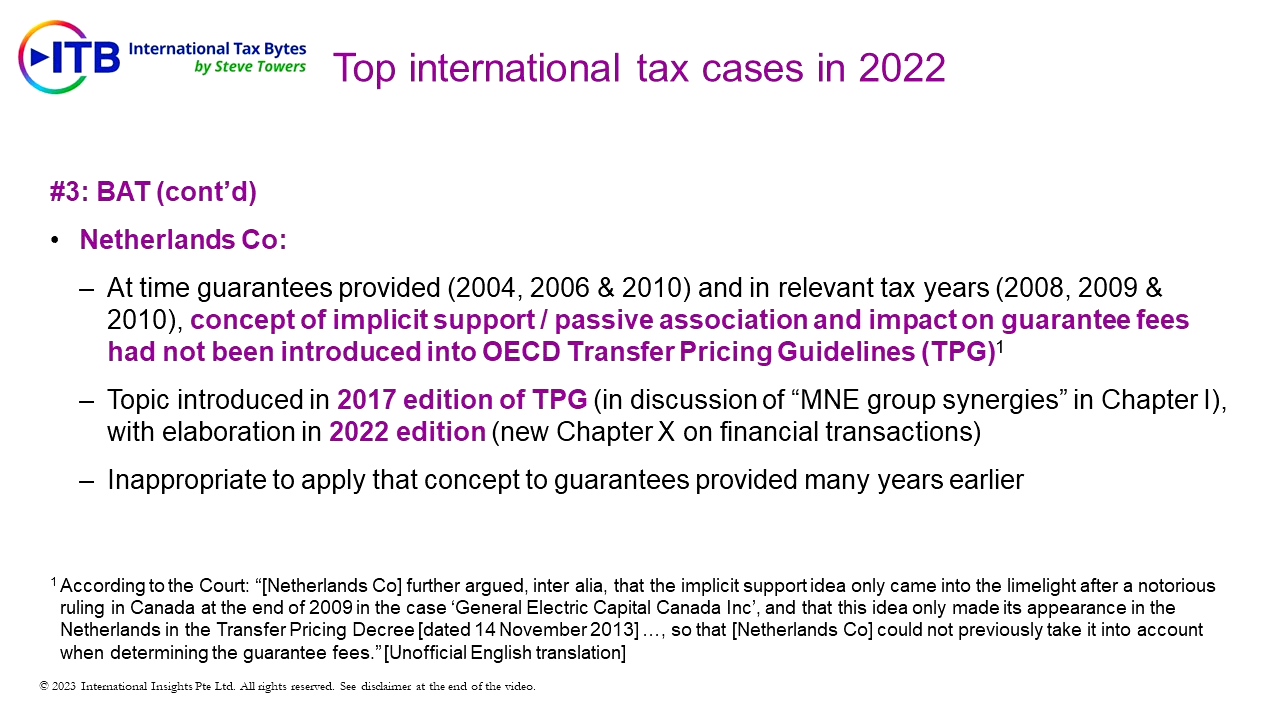 ITB International Tax Bytes
by Steve Towers
Top international tax cases in 2022
#3: BAT (cont’d)
• Netherlands Co:
– At time guarantees provided (2004, 2006 & 2010) and in relevant tax years (2008, 2009 &
2010), concept of implicit support / passive association and impact on guarantee fees
had not been introduced into OECD Transfer Pricing Guidelines (TPG)1
– Topic introduced in 2017 edition of TPG (in discussion of “MNE group synergies” in Chapter I),
with elaboration in 2022 edition (new Chapter X on financial transactions)
– Inappropriate to apply that concept to guarantees provided many years earlier
1 According to the Court: “[Netherlands Co] further argued, inter alia, that the implicit support idea only came into the limelight after a notorious
ruling in Canada at the end of 2009 in the case ‘General Electric Capital Canada Inc’, and that this idea only made its appearance in the
Netherlands in the Transfer Pricing Decree [dated 14 November 2013] …, so that [Netherlands Co] could not previously take it into account
when determining the guarantee fees.” [Unofficial English translation]
© 2023 International Insights Pte Ltd. All rights reserved. See disclaimer at the end of the video.